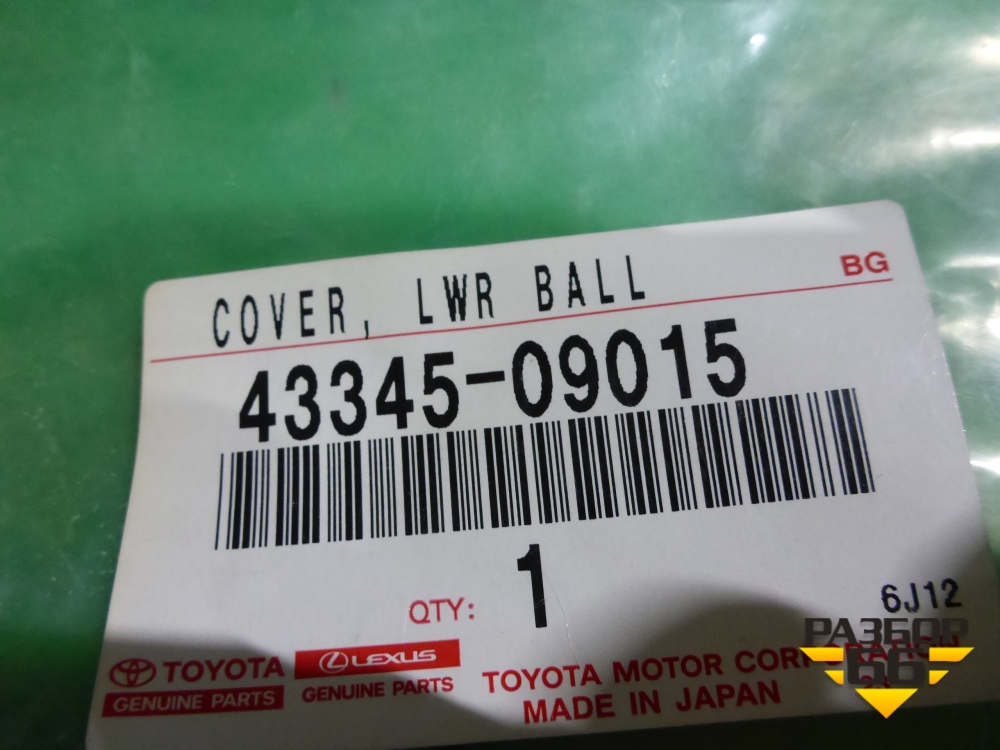 COVER, LWR BALL
BG
43345-09015
QTY: 1
6J12
TOYOTA
GENUINE PARTS
LEXUS
GENUINE PARTS
TOYOTA MOTOR CORPORATION
MADE IN JAPAN
РАЗБОР
66